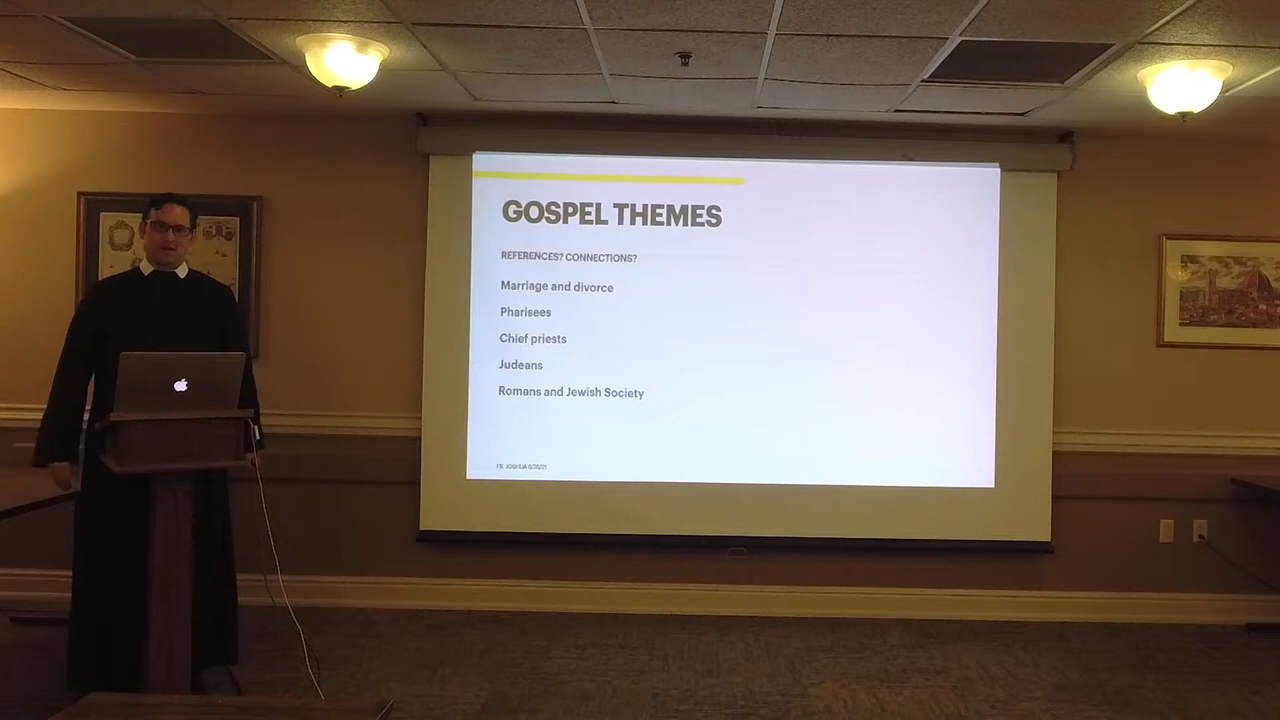 GOSPEL THEMES
REFERENCES? CONNECTIONS?
Marriage and divorce
Pharisees
Chief priests
Judeans
Romans and Jewish Society
FR. JOSHUA